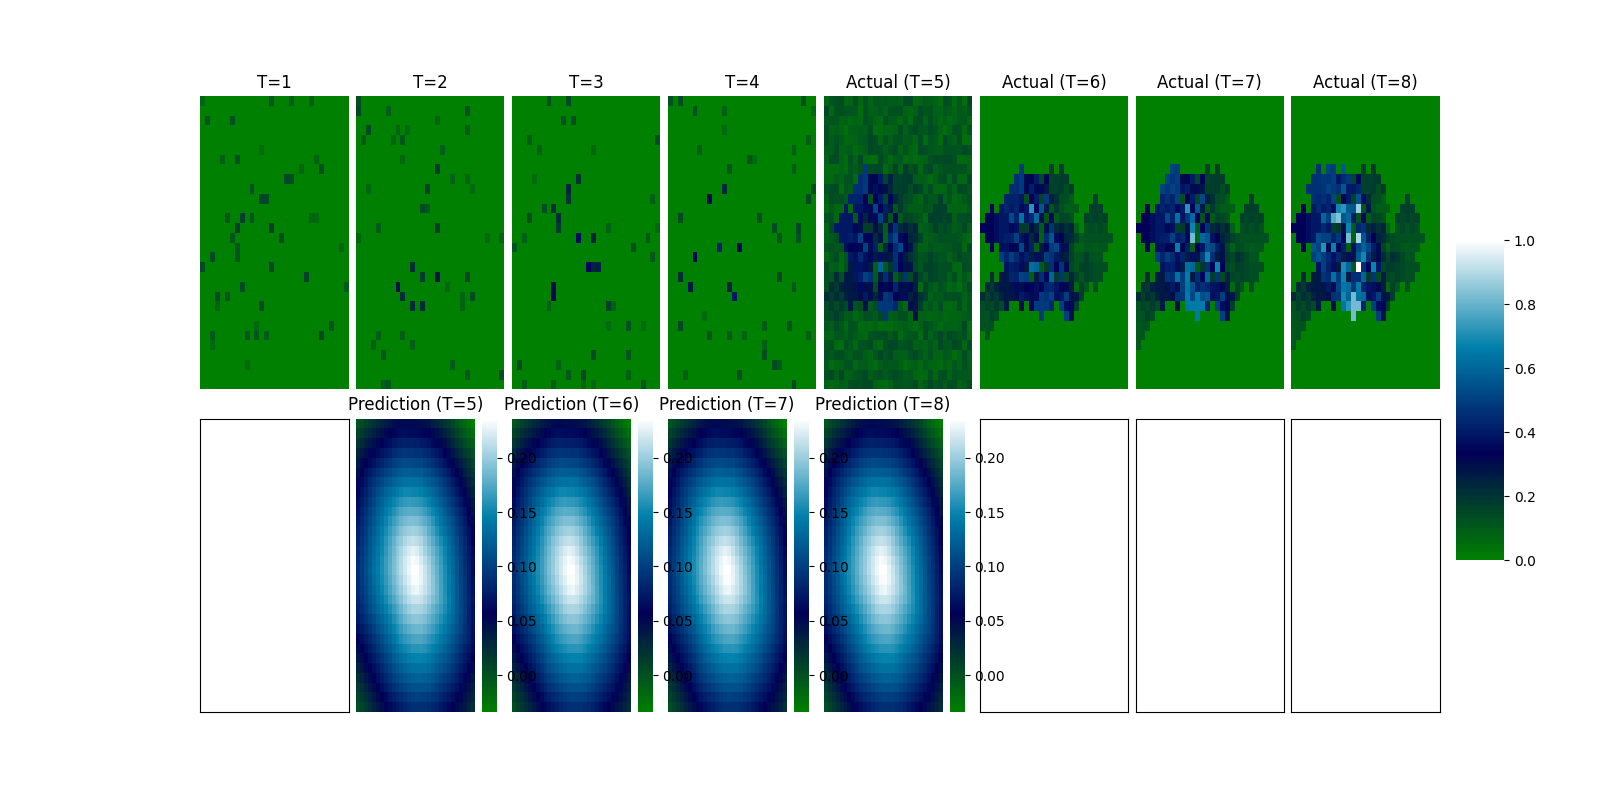 T=1
T=2
T=3
T=4
Actual (T=5)
Actual (T=6)
Actual (T=7)
Actual (T=8)
1.0
0.8
0.6
0.4
0.2
0.0
Prediction (T=5)
Prediction (T=6)
Prediction (T=7)
Prediction (T=8)
0.20
0.15
0.10
0.05
0.00
0.20
0.15
0.10
0.05
0.00
0.20
0.15
0.10
0.05
0.00
0.20
0.15
0.10
0.05
0.00